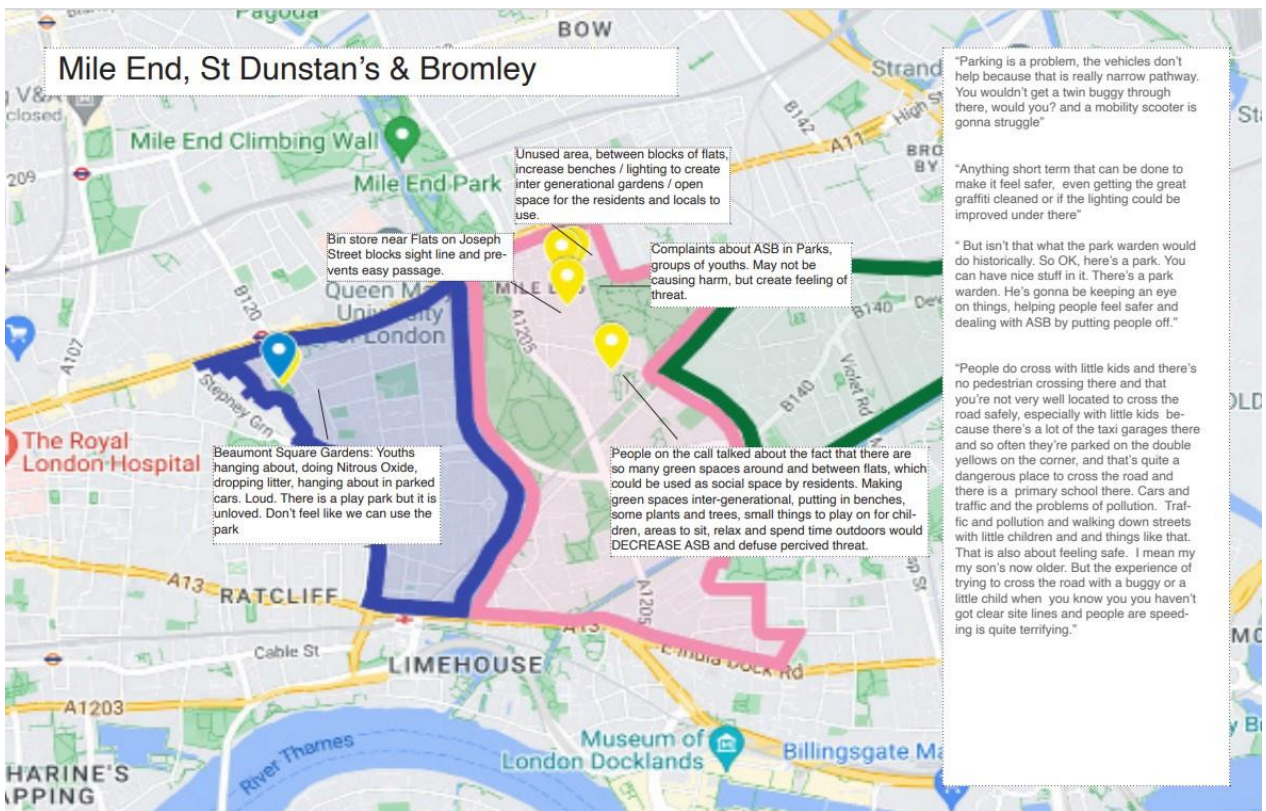 Pagoda
BOW
Mile End, St Dunstan's & Bromley
Strand
V&A
closed
B142
High St
A11
Mile End Climbing Wall
209
Mile End Park
BRO
BY
Unused area, between blocks of flats,
increase benches / lighting to create
inter generational gardens / open
space for the residents and locals to
use.
Bin store near Flats on Joseph
Street blocks sight line and pre-
vents easy passage.
Complaints about ASB in Parks,
groups of youths. May not be
causing harm, but create feeling of
threat.
Queen Ma
University
of London
MILE END
B120
A107
A1205
B140
Dev
Stepney Grn
B140
Violet Rd
OLD
The Royal
London Hospital
Beaumont Square Gardens: Youths
hanging about, doing Nitrous Oxide,
dropping litter, hanging about in parked
cars. Loud. There is a play park but it is
unloved. Don't feel like we can use the
park
People on the call talked about the fact that there are
so many green spaces around and between flats, which
could be used as social space by residents. Making
green spaces inter-generational, putting in benches,
some plants and trees, small things to play on for chil-
dren, areas to sit, relax and spend time outdoors would
DECREASE ASB and defuse percived threat.
A13
RATCLIFF
A1205
A13
E India Dock Rd
Cable St
LIMEHOUSE
A1203
River Thames
Museum of
London Docklands
Billingsgate Ma
HARINE'S
APPING
"Parking is a problem, the vehicles don't
help because that is really narrow pathway.
You wouldn't get a twin buggy through
there, would you? and a mobility scooter is
gonna struggle"
"Anything short term that can be done to
make it feel safer,  even getting the great
graffiti cleaned or if the lighting could be
improved under there"
" But isn't that what the park warden would
do historically. So OK, here's a park. You
can have nice stuff in it. There's a park
warden. He's gonna be keeping an eye
on things, helping people feel safer and
dealing with ASB by putting people off."
"People do cross with little kids and there's
no pedestrian crossing there and that
you're not very well located to cross the
road safely, especially with little kids  be-
cause there's a lot of the taxi garages there
and so often they're parked on the double
yellows on the corner, and that's quite a
dangerous place to cross the road and
there is a  primary school there. Cars and
traffic and the problems of pollution.  Traf-
fic and pollution and walking down streets
with little children and and things like that.
That is also about feeling safe.  I mean my
my son's now older. But the experience of
trying to cross the road with a buggy or a
little child when  you know you you haven't
got clear site lines and people are speed-
ing is quite terrifying."